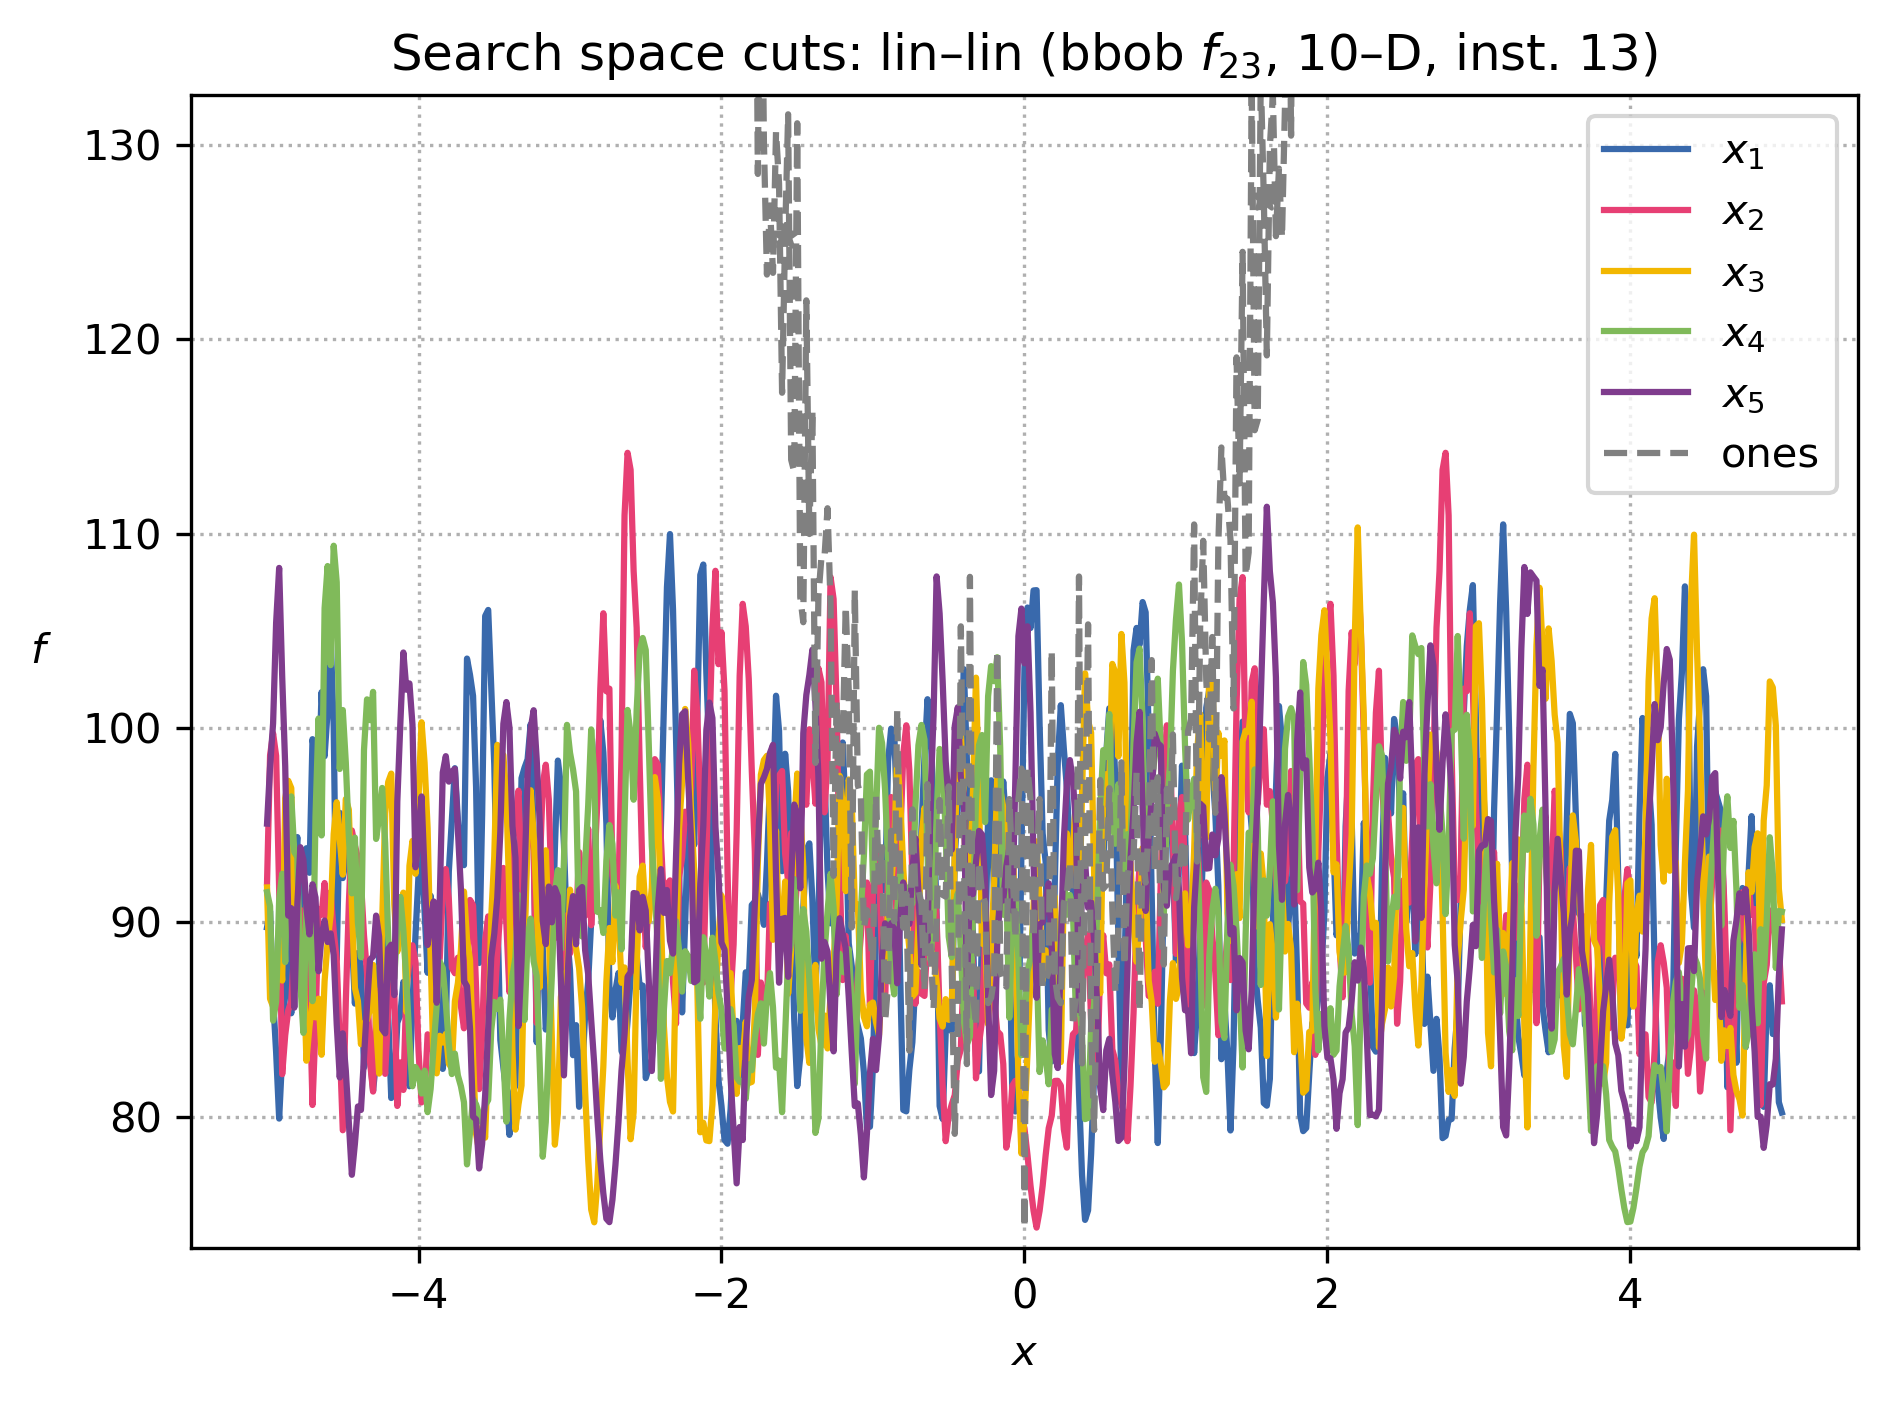 Search space cuts: lin–lin (bbob f₂₃, 10–D, inst. 13)
130
120
110
100
90
80
f
−4
−2
0
2
4
x
x₁
x₂
x₃
x₄
x₅
ones